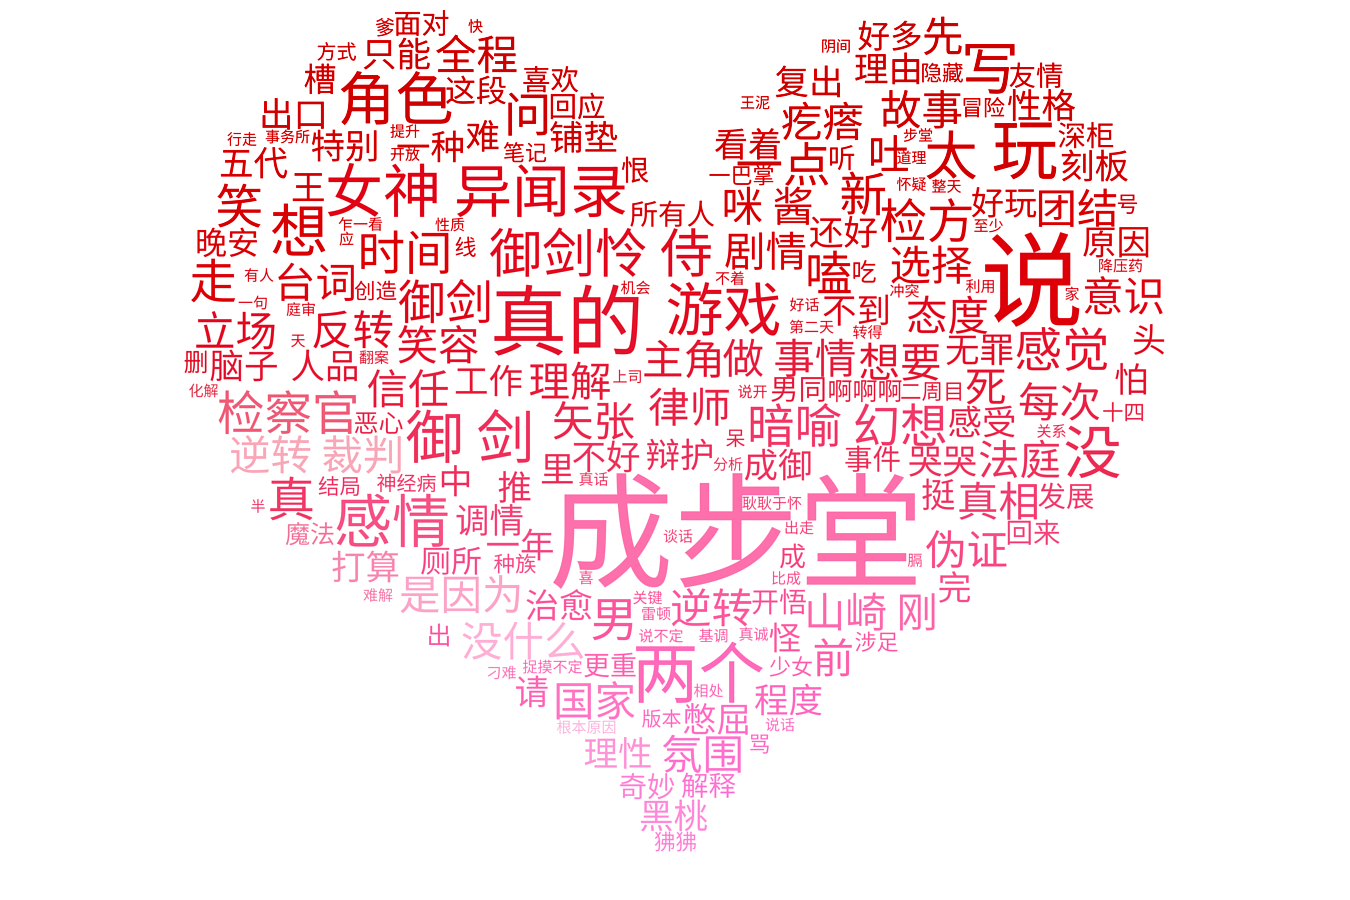 爹 面对 快
方式 只能 全程 阴间 好多 先
槽 角色 这段 喜欢 复出 理由 隐藏 写 友情
出口 问 回应 王泥 疙瘩 故事 冒险 性格
行走 事务所 特别 提升 一种 难 笔记 铺垫 看着 一点 听 吐 步堂 太 玩 深柜
五代 开放 恨 一巴掌 道理 刻板
笑 王 女神 异闻录 所有人 咪 酱 新 怀疑 整天 好玩 团结 号
想 乍一看 性质 还好 检方 至少
晚安 应 时间 线 御剑怜 侍 剧情 嗑 吃 选择 说 原因 降压药
走 有人 台词 创造 御剑 机会 不着 冲突 利用 家 意识
一句 庭审 真的 游戏 好话 不到 态度
立场 天 反转 笑容 第二天 转得 无罪 感觉 头
删 脑子 人品 翻案 主角 做 事情 想要
化解 信任 工作 理解 上司 说开 男同 啊啊啊 二周目 死 怕
检察官 恶心 御 剑 矢张 律师 暗喻 幻想 感受 每次 十四
逆转 裁判 不好 辩护 呆 关系 没
结局 神经病 中 里 真话 分析 成御 事件 哭哭 法庭
半 真 推 成步堂 耿耿于怀 挺 真相 发展
魔法 感情 调情 一年 谈话 出走 回来
打算 厕所 种族 喜 成 比成 膈 伪证
难解 是因为 治愈 男 关键 雷顿 逆转 开悟 山崎 刚 完
出 没什么 说不定 基调 真诚 怪 前 涉足
刁难 捉摸不定 更重 两个 少女
请 国家 相处 程度
根本原因 版本 憋屈 说话
理性 氛围 骂
奇妙 解释
黑桃
狒狒